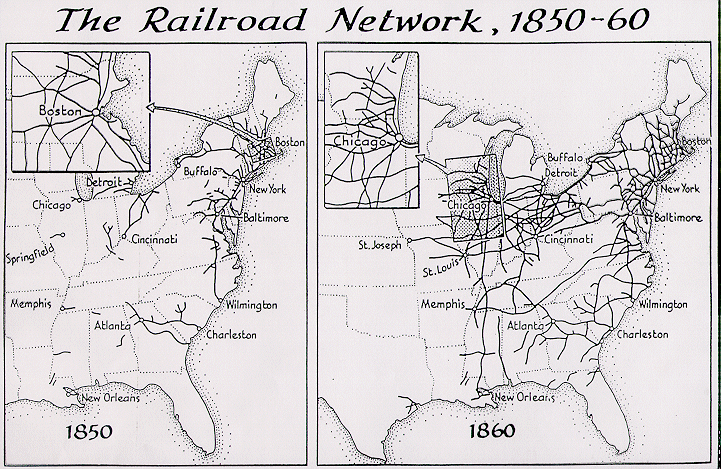 The Railroad Network, 1850-60
Boston
Boston
Buffalo
Detroit
New York
Chicago
Baltimore
Springfield
Cincinnati
Memphis
Wilmington
Atlanta
Charleston
New Orleans
1850
Chicago
Boston
Buffalo
Detroit
New York
Chicago
Baltimore
St. Joseph
Cincinnati
St. Louis
Memphis
Wilmington
Atlanta
Charleston
New Orleans
1860